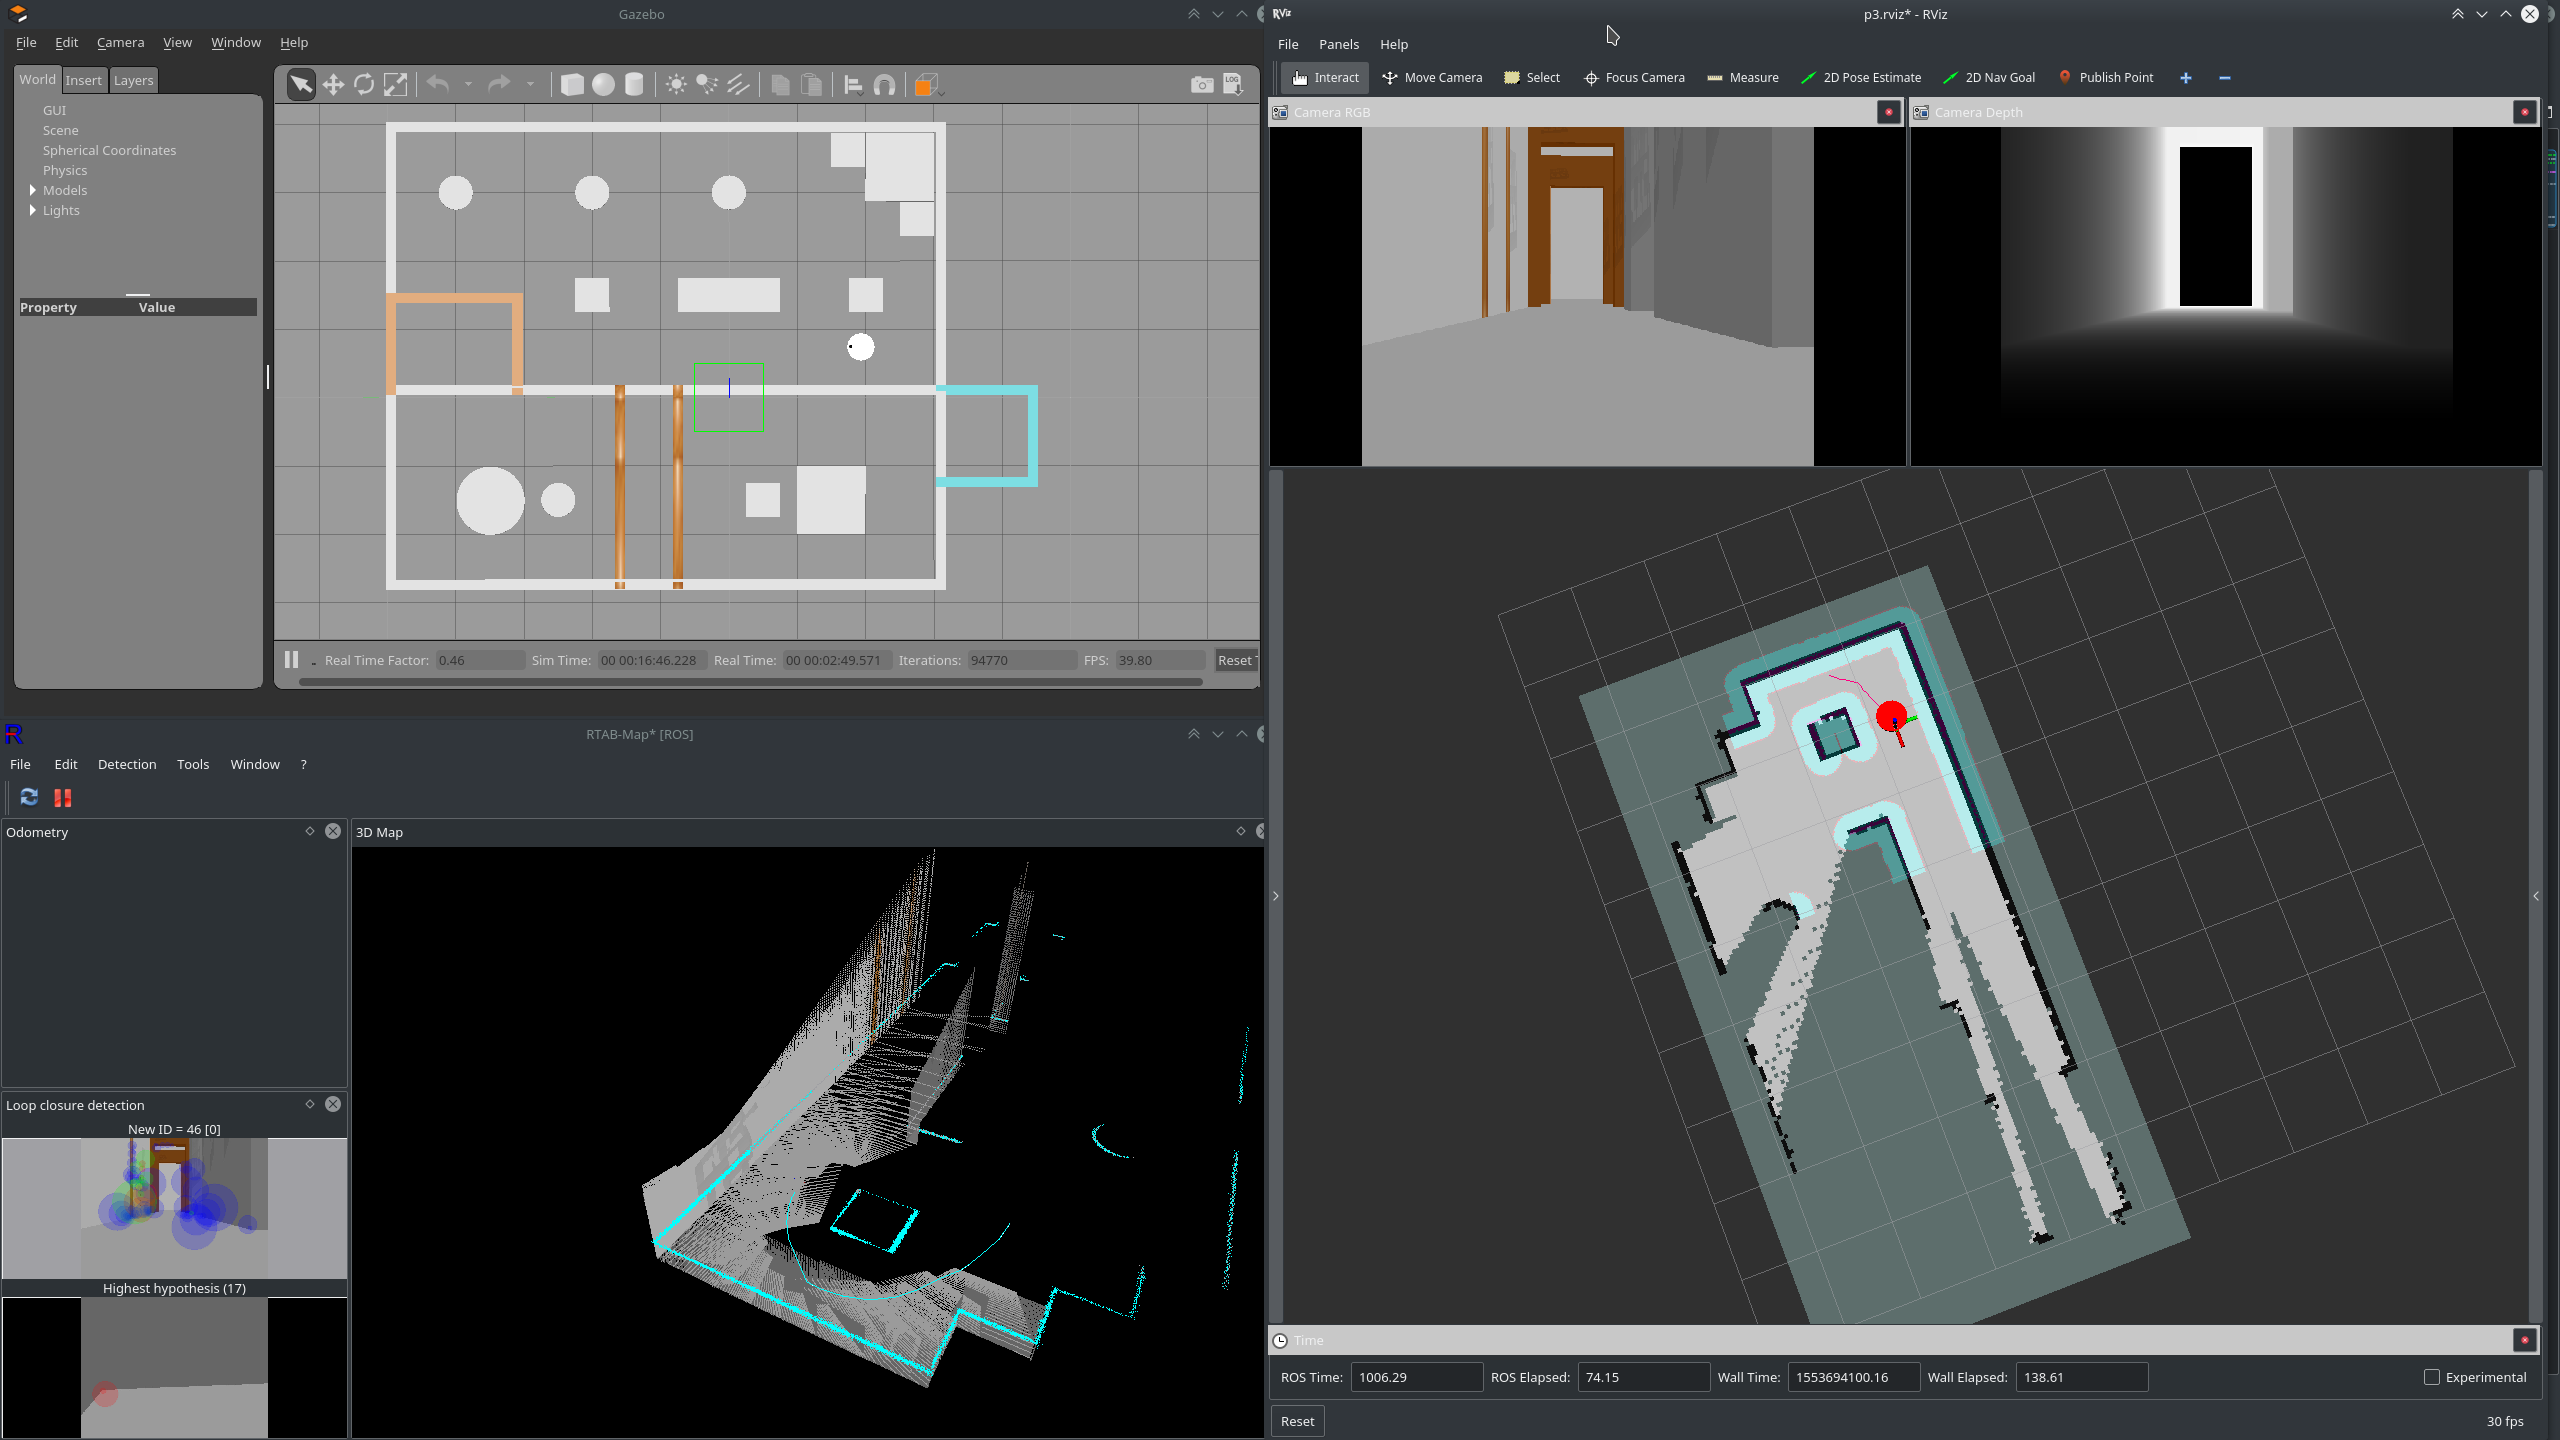 Gazebo
File Edit Camera View Window Help
World Insert Layers
GUI
Scene
Spherical Coordinates
Physics
Models
Lights
Property Value
LOG
Real Time Factor: 0.46 Sim Time: 00 00:16:46.228 Real Time: 00 00:02:49.571 Iterations: 94770 FPS: 39.80 Reset
RTAB-Map* [ROS]
File Edit Detection Tools Window ?
Odometry
3D Map
Loop closure detection
New ID = 46 [0]
Highest hypothesis (17)
RViz
p3.rviz* - RViz
File Panels Help
Interact Move Camera Select Focus Camera Measure 2D Pose Estimate 2D Nav Goal Publish Point
Camera RGB
Camera Depth
Time
ROS Time: 1006.29 ROS Elapsed: 74.15 Wall Time: 1553694100.16 Wall Elapsed: 138.61 Experimental
Reset 30 fps